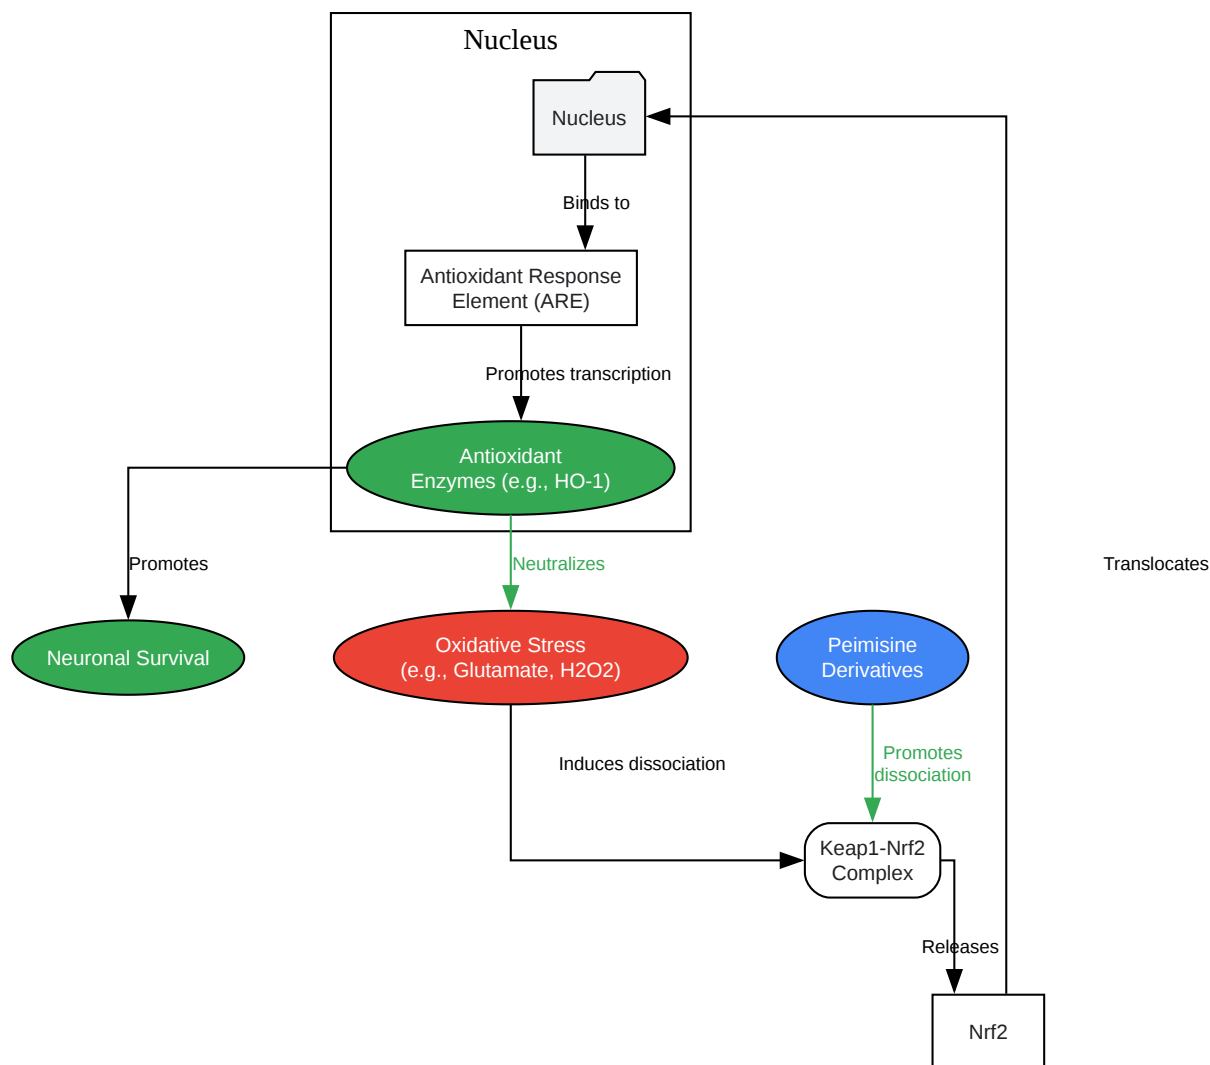 Nucleus
Nucleus
Binds to
Antioxidant Response
Element (ARE)
Promotes transcription
Antioxidant
Enzymes (e.g., HO-1)
Promotes
Neutralizes
Translocates
Neuronal Survival
Oxidative Stress
(e.g., Glutamate, H2O2)
Peimisine
Derivatives
Induces dissociation
Promotes
dissociation
Keap1-Nrf2
Complex
Releases
Nrf2